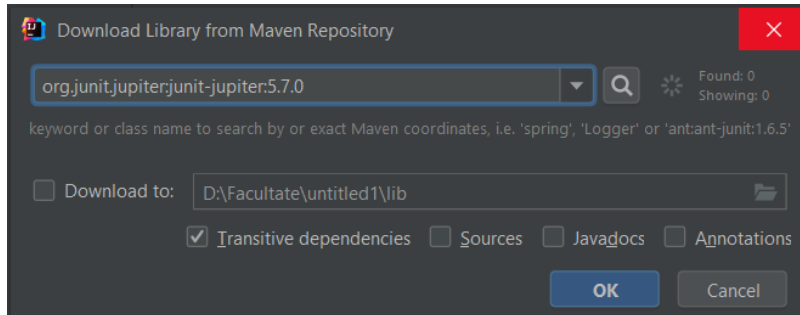 Download Library from Maven Repository
org.junit.jupiter:junit-jupiter:5.7.0
Found: 0
Showing: 0
keyword or class name to search by or exact Maven coordinates, i.e. 'spring', 'Logger' or 'ant:ant-junit:1.6.5'
Download to: D:\Facultate\untitled1\lib
Transitive dependencies Sources Javadocs Annotations
OK Cancel